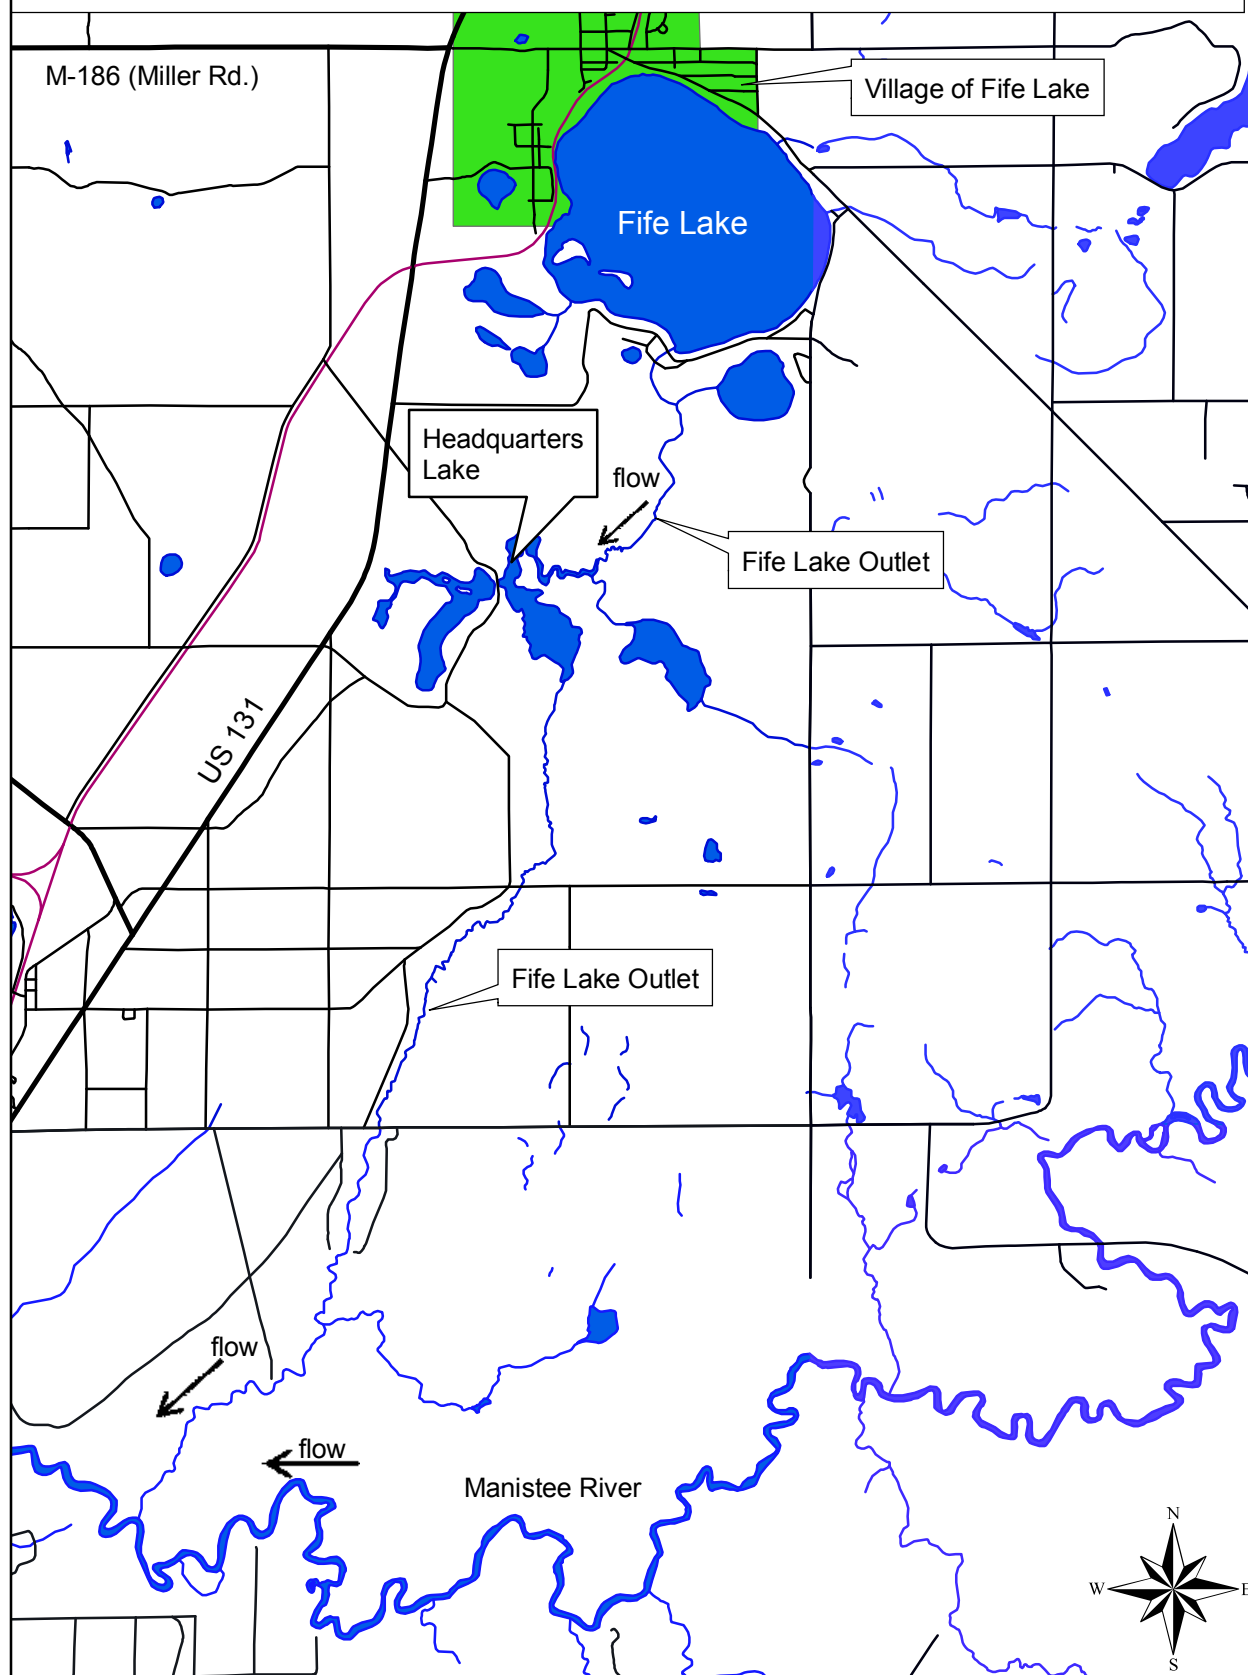 M-186 (Miller Rd.)
Village of Fife Lake
Fife Lake
Headquarters
Lake
flow
Fife Lake Outlet
US 131
Fife Lake Outlet
flow
flow
Manistee River
N
W
E
S